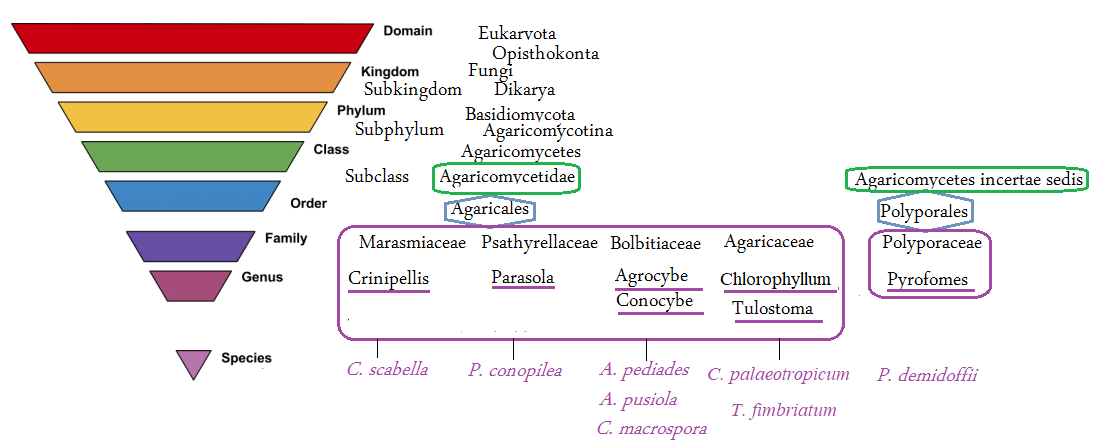 Domain Eukaryota
Opisthokonta
Kingdom Fungi
Subkingdom Dikarya
Phylum Basidiomycota
Subphylum Agaricomycotina
Class Agaricomycetes
Subclass Agaricomycetidae Agaricomycetes incertae sedis
Order Agaricales Polyporales
Family Marasmiaceae Psathyrellaceae Bolbitiaceae Agaricaceae Polyporaceae
Genus Crinipellis Parasola Agrocybe Chlorophyllum Pyrofomes
Conocybe Tulostoma
Species C. scabella P. conopilea A. pediades C. palaeotropicum P. demidoffii
A. pusiola T. fimbriatum
C. macrospora